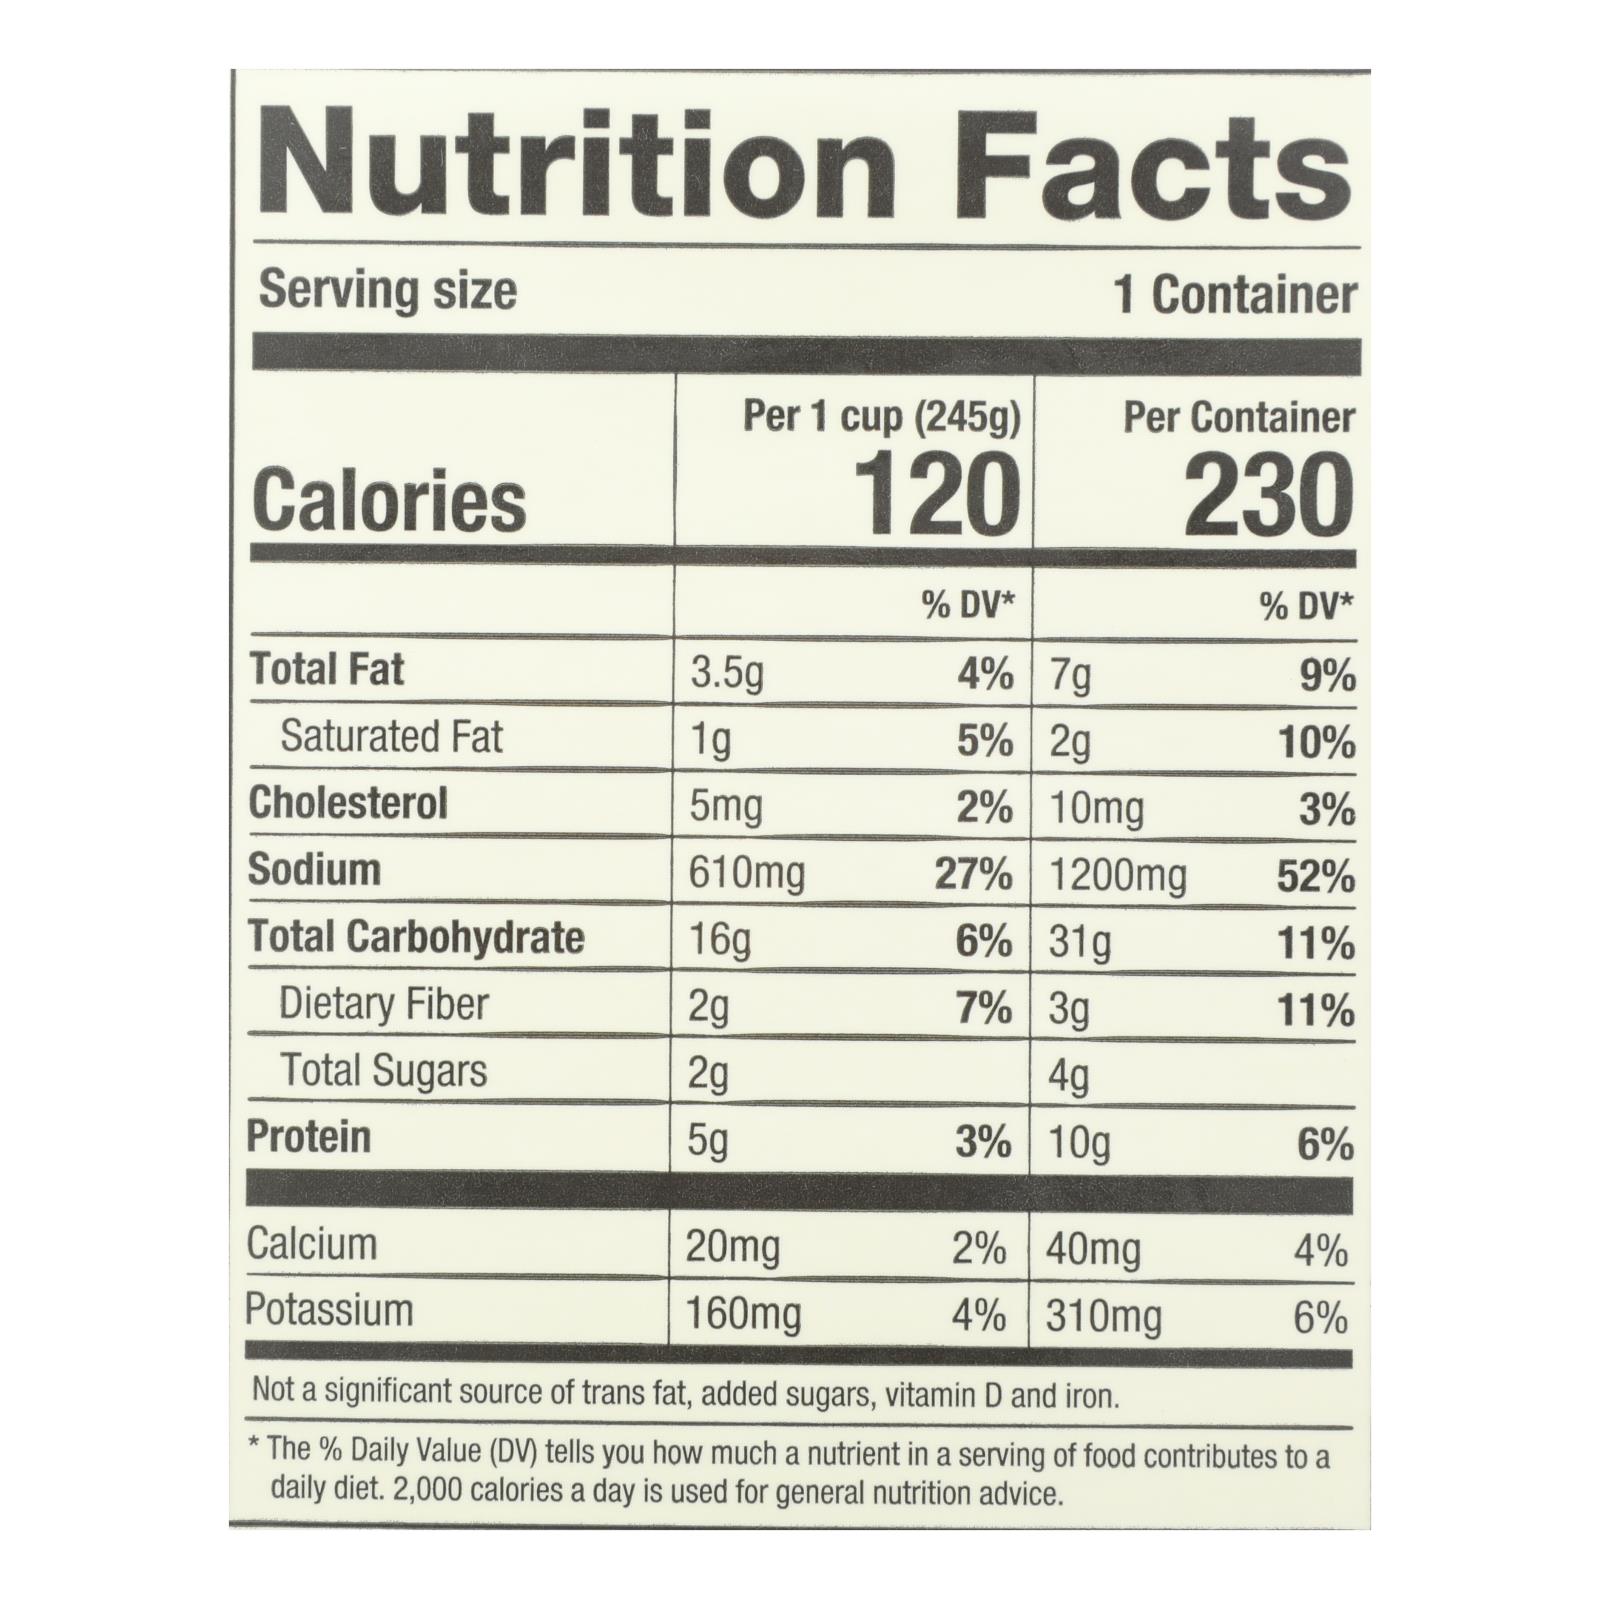 Nutrition Facts
Serving size 1 Container
Per 1 cup (245g) Per Container
Calories 120 230
% DV* % DV*
Total Fat 3.5g 4% 7g 9%
Saturated Fat 1g 5% 2g 10%
Cholesterol 5mg 2% 10mg 3%
Sodium 610mg 27% 1200mg 52%
Total Carbohydrate 16g 6% 31g 11%
Dietary Fiber 2g 7% 3g 11%
Total Sugars 2g 4g
Protein 5g 3% 10g 6%
Calcium 20mg 2% 40mg 4%
Potassium 160mg 4% 310mg 6%
Not a significant source of trans fat, added sugars, vitamin D and iron.
* The % Daily Value (DV) tells you how much a nutrient in a serving of food contributes to a
daily diet. 2,000 calories a day is used for general nutrition advice.